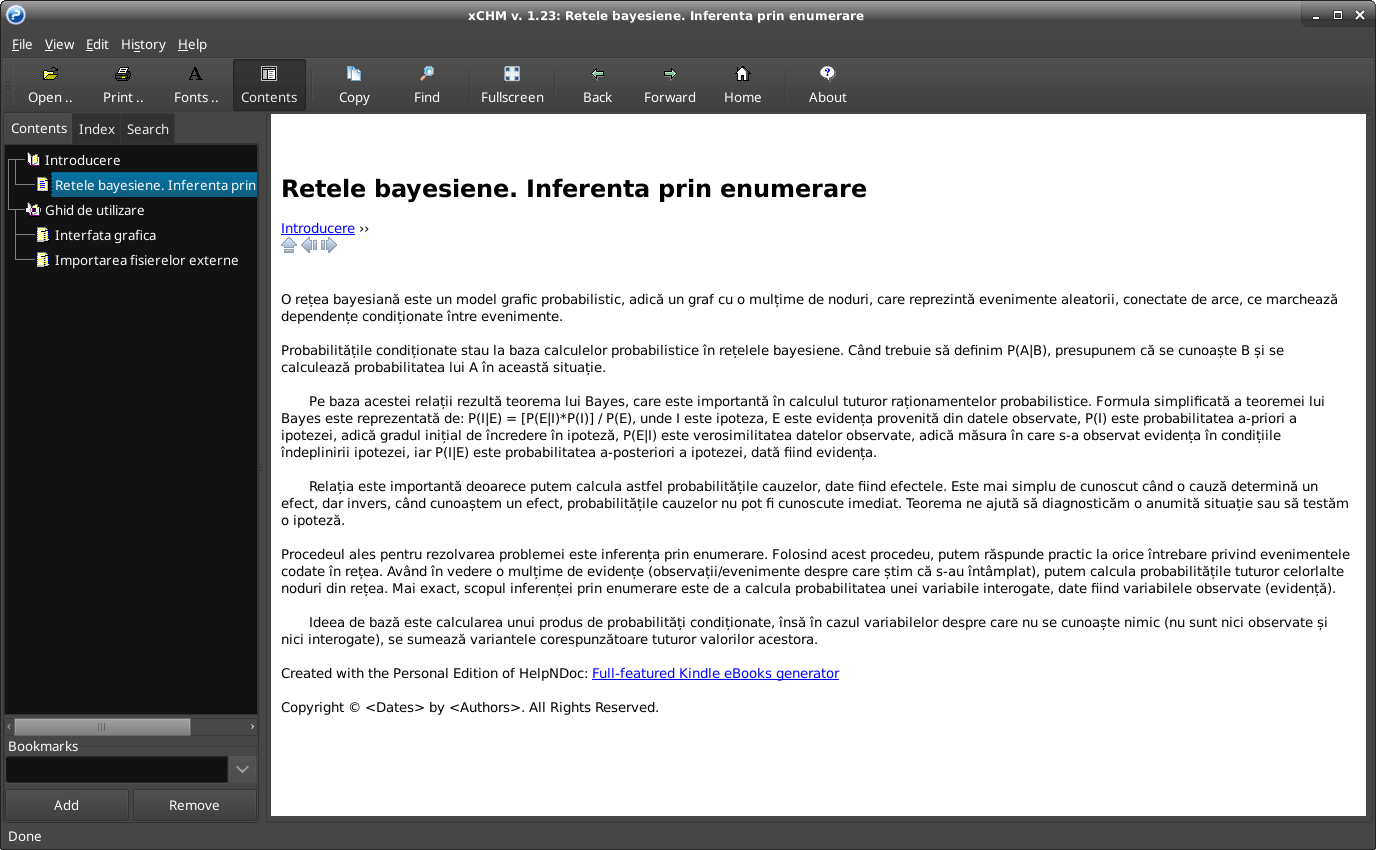 xCHM v. 1.23: Retele bayesiene. Inferenta prin enumerare
File View Edit History Help
Open .. Print .. Fonts .. Contents Copy Find Fullscreen Back Forward Home About
Contents Index Search
Introducere
Retele bayesiene. Inferenta prin
Ghid de utilizare
Interfata grafica
Importarea fisierelor externe
Bookmarks
Add Remove
Retele bayesiene. Inferenta prin enumerare
Introducere ››
O rețea bayesiană este un model grafic probabilistic, adică un graf cu o mulțime de noduri, care reprezintă evenimente aleatorii, conectate de arce, ce marchează
dependențe condiționate între evenimente.
Probabilitățile condiționate stau la baza calculelor probabilistice în rețelele bayesiene. Când trebuie să definim P(A|B), presupunem că se cunoaște B și se
calculează probabilitatea lui A în această situație.
Pe baza acestei relații rezultă teorema lui Bayes, care este importantă în calculul tuturor raționamentelor probabilistice. Formula simplificată a teoremei lui
Bayes este reprezentată de: P(I|E) = [P(E|I)*P(I)] / P(E), unde I este ipoteza, E este evidența provenită din datele observate, P(I) este probabilitatea a-priori a
ipotezei, adică gradul inițial de încredere în ipoteză, P(E|I) este verosimilitatea datelor observate, adică măsura în care s-a observat evidența în condițiile
îndeplinirii ipotezei, iar P(I|E) este probabilitatea a-posteriori a ipotezei, dată fiind evidența.
Relația este importantă deoarece putem calcula astfel probabilitățile cauzelor, date fiind efectele. Este mai simplu de cunoscut când o cauză determină un
efect, dar invers, când cunoaștem un efect, probabilitățile cauzelor nu pot fi cunoscute imediat. Teorema ne ajută să diagnosticăm o anumită situație sau să testăm
o ipoteză.
Procedeul ales pentru rezolvarea problemei este inferența prin enumerare. Folosind acest procedeu, putem răspunde practic la orice întrebare privind evenimentele
codate în rețea. Având în vedere o mulțime de evidențe (observații/evenimente despre care știm că s-au întâmplat), putem calcula probabilitățile tuturor celorlalte
noduri din rețea. Mai exact, scopul inferenței prin enumerare este de a calcula probabilitatea unei variabile interogate, date fiind variabilele observate (evidență).
Ideea de bază este calcularea unui produs de probabilități condiționate, însă în cazul variabilelor despre care nu se cunoaște nimic (nu sunt nici observate și
nici interogate), se sumează variantele corespunzătoare tuturor valorilor acestora.
Created with the Personal Edition of HelpNDoc: Full-featured Kindle eBooks generator
Copyright © <Dates> by <Authors>. All Rights Reserved.
Done